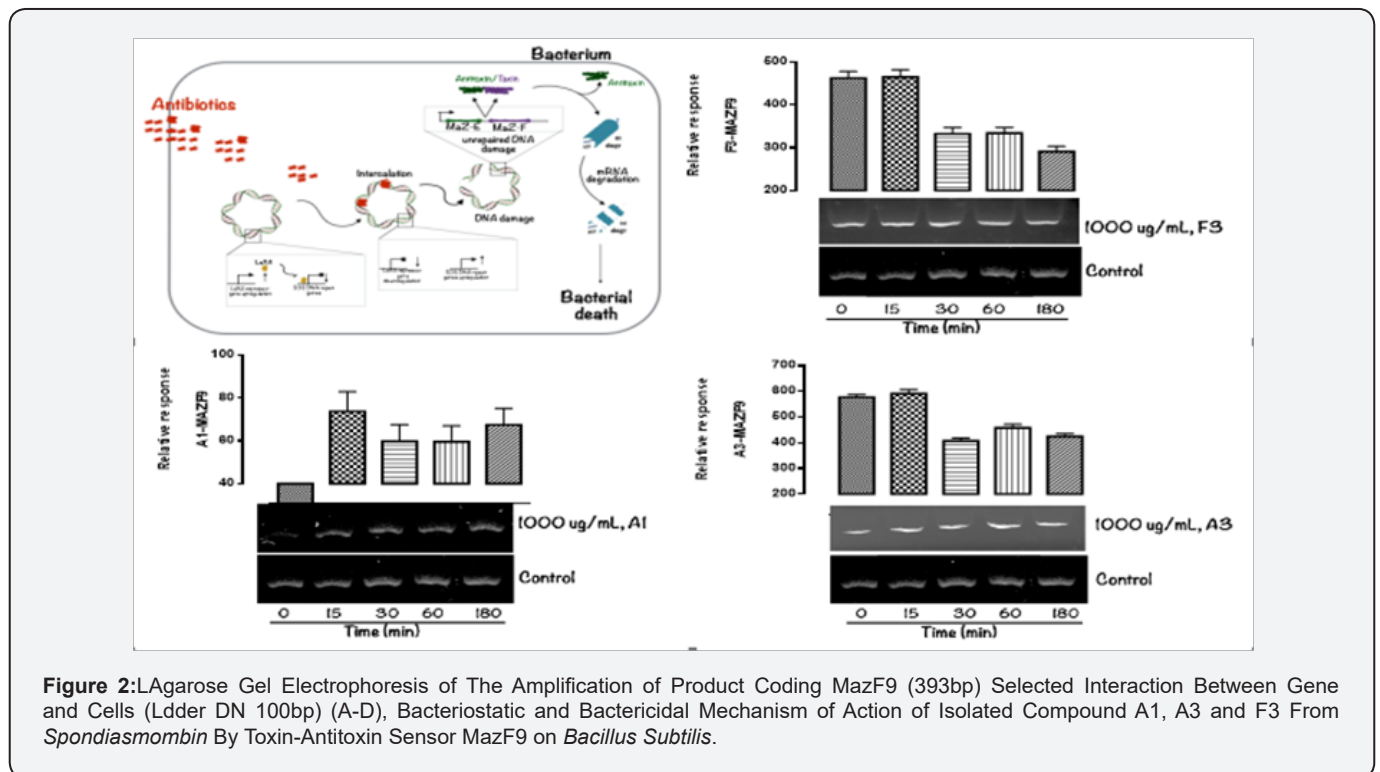 Bacterium
Antibiotics
Antitoxin/Toxin
Antitoxin
MaZ-E MaZ-F
unrepaired DNA
damage
mRNA
degradation
Intercalation
DNA damage
Bacterial
death
Relative response
F3-MAZF9
500
400
300
200
1000 ug/mL, F3
Control
0 15 30 60 180
Time (min)
Relative response
A1-MAZF9
100
80
60
40
1000 ug/mL, A1
Control
0 15 30 60 180
Time (min)
Relative response
A3-MAZF9
700
600
500
400
300
200
1000 ug/mL, A3
Control
0 15 30 60 180
Time (min)
Figure 2:LAgarose Gel Electrophoresis of The Amplification of Product Coding MazF9 (393bp) Selected Interaction Between Gene
and Cells (Ldder DN 100bp) (A-D), Bacteriostatic and Bactericidal Mechanism of Action of Isolated Compound A1, A3 and F3 From
Spondiasmombin By Toxin-Antitoxin Sensor MazF9 on Bacillus Subtilis.